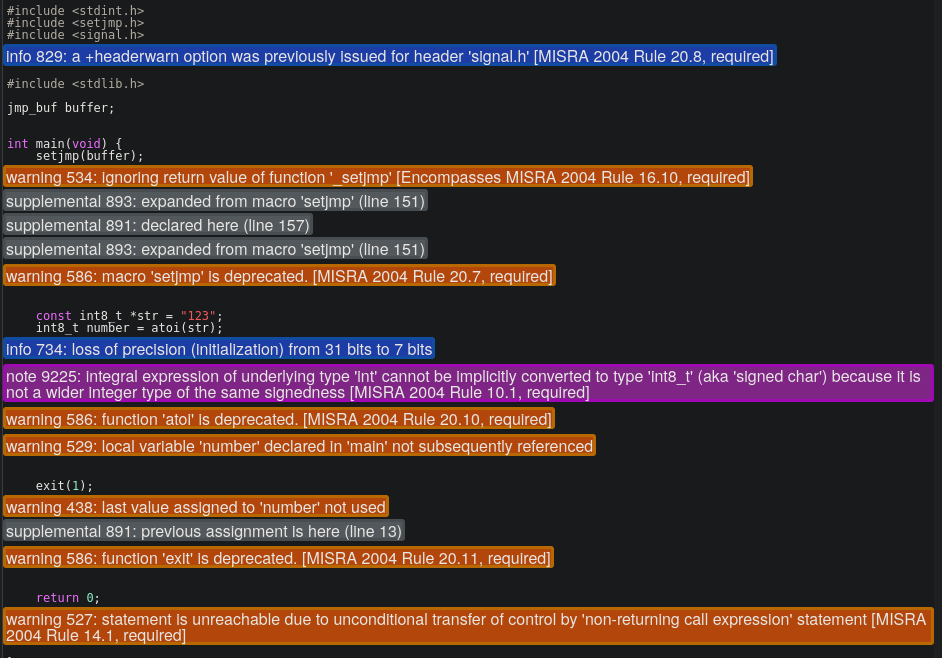 #include <stdint.h>
#include <setjmp.h>
#include <signal.h>
info 829: a +headerwarn option was previously issued for header 'signal.h' [MISRA 2004 Rule 20.8, required]
#include <stdlib.h>
jmp_buf buffer;
int main(void) {
setjmp(buffer);
warning 534: ignoring return value of function '_setjmp' [Encompasses MISRA 2004 Rule 16.10, required]
supplemental 893: expanded from macro 'setjmp' (line 151)
supplemental 891: declared here (line 157)
supplemental 893: expanded from macro 'setjmp' (line 151)
warning 586: macro 'setjmp' is deprecated. [MISRA 2004 Rule 20.7, required]
const int8_t *str = "123";
int8_t number = atoi(str);
info 734: loss of precision (initialization) from 31 bits to 7 bits
note 9225: integral expression of underlying type 'int' cannot be implicitly converted to type 'int8_t' (aka 'signed char') because it is
not a wider integer type of the same signedness [MISRA 2004 Rule 10.1, required]
warning 586: function 'atoi' is deprecated. [MISRA 2004 Rule 20.10, required]
warning 529: local variable 'number' declared in 'main' not subsequently referenced
exit(1);
warning 438: last value assigned to 'number' not used
supplemental 891: previous assignment is here (line 13)
warning 586: function 'exit' is deprecated. [MISRA 2004 Rule 20.11, required]
return 0;
warning 527: statement is unreachable due to unconditional transfer of control by 'non-returning call expression' statement [MISRA
2004 Rule 14.1, required]